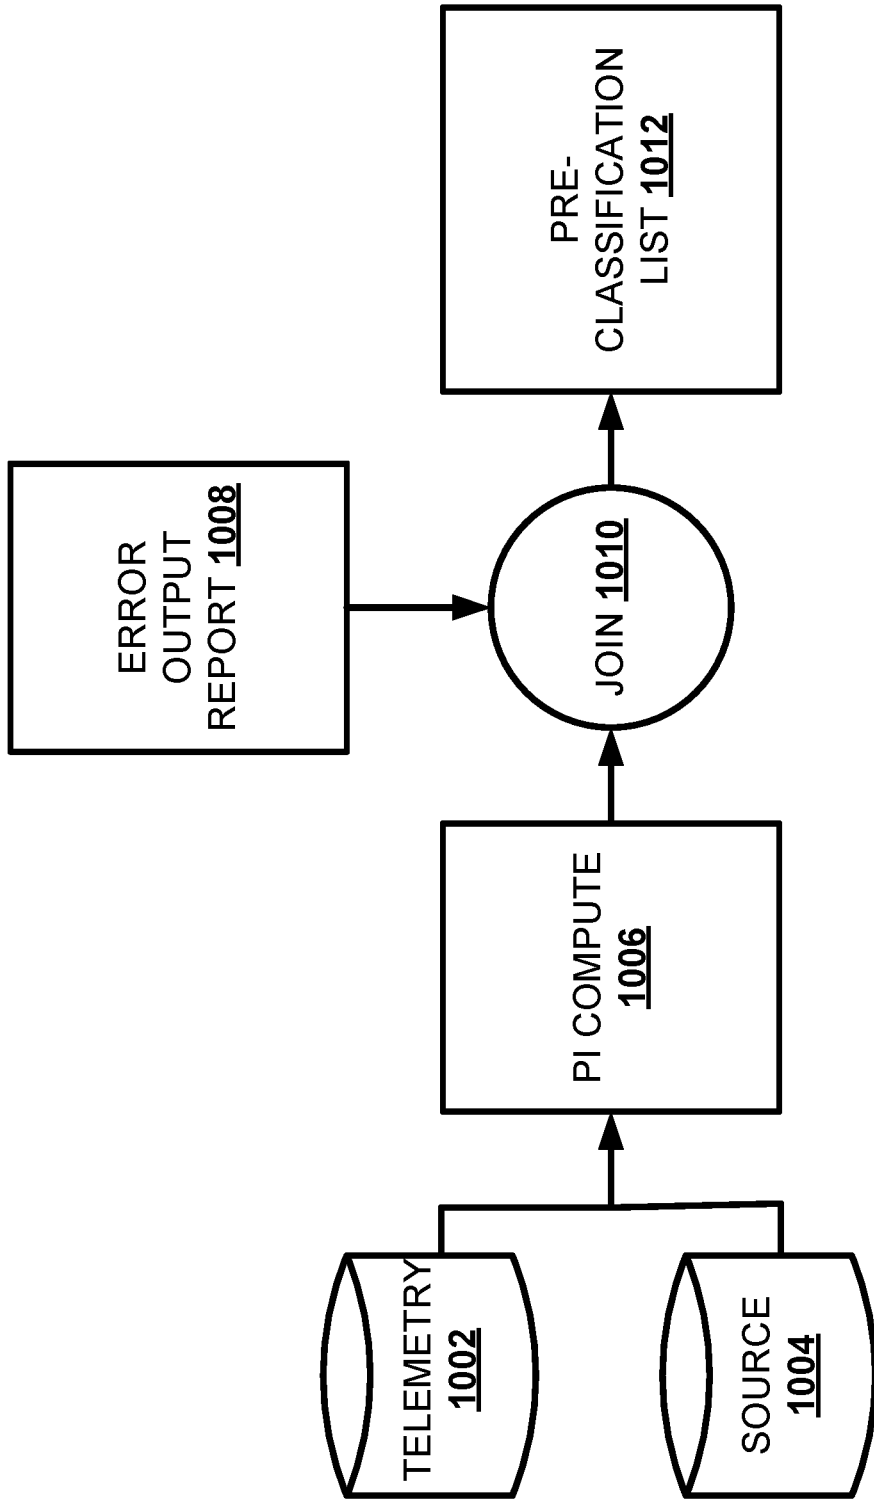 TELEMETRY
1002
SOURCE
1004
PI COMPUTE
1006
ERROR
OUTPUT
REPORT 1008
JOIN 1010
PRE-
CLASSIFICATION
LIST 1012